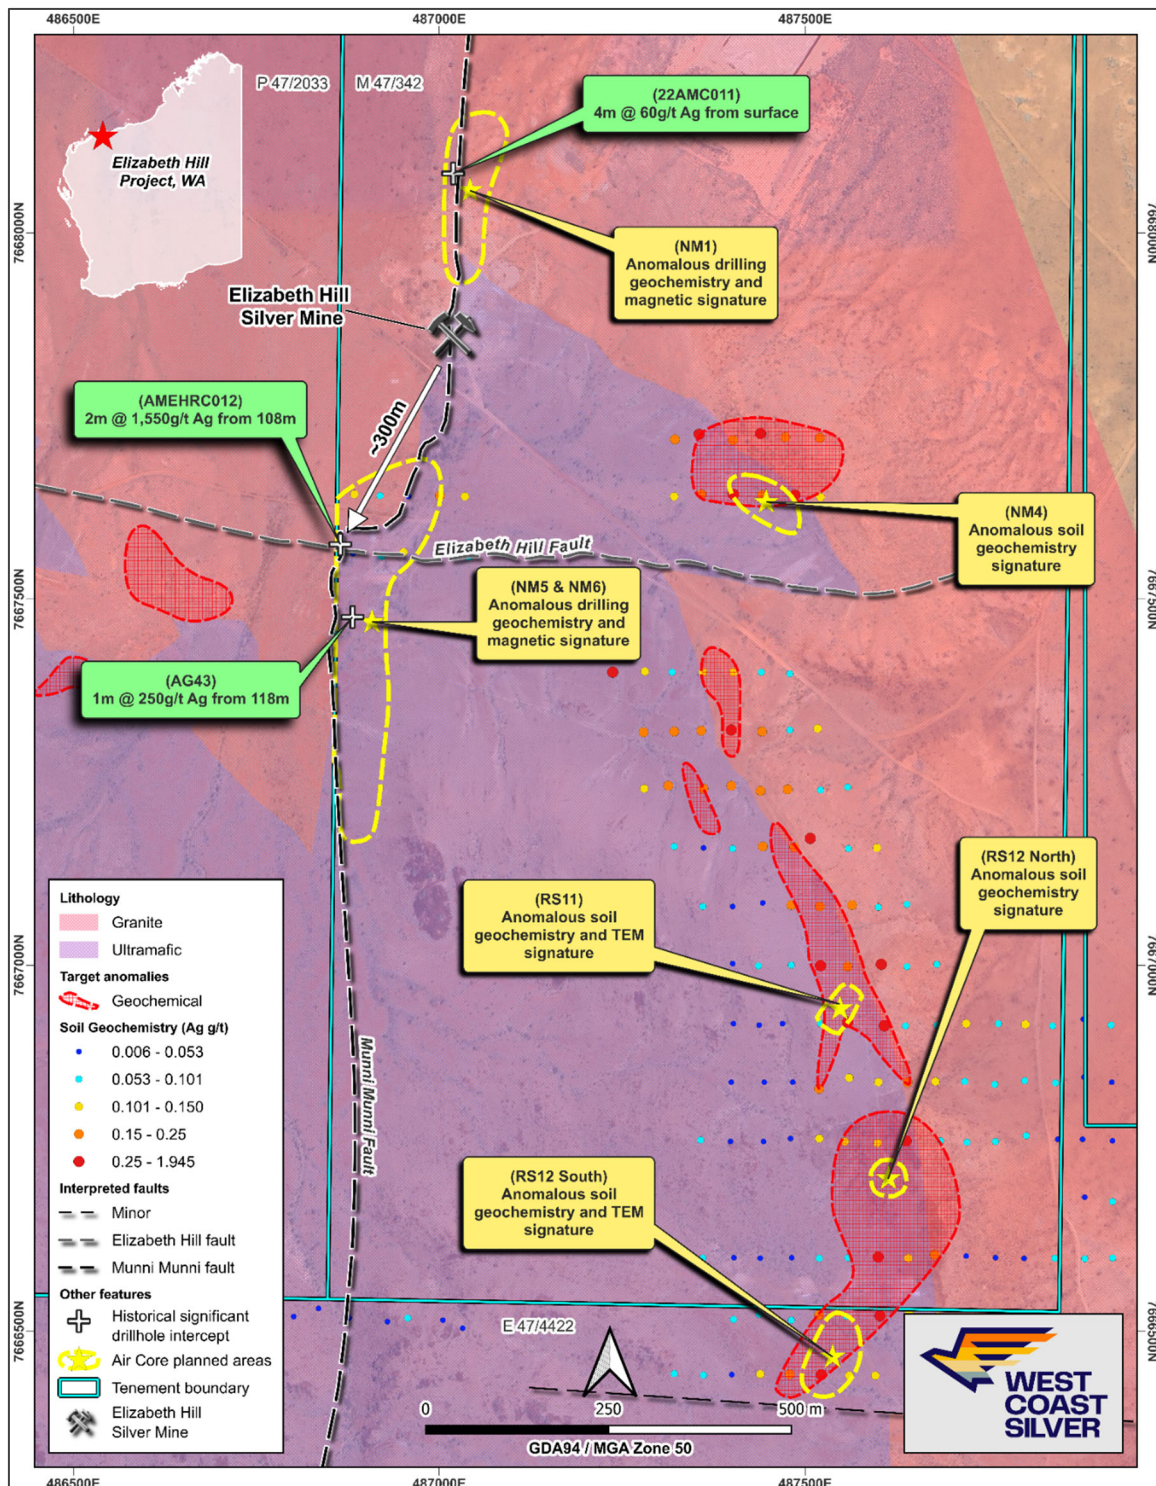 486500E
487000E
487500E
P 47/2033
M 47/342
(22AMC011)
4m @ 60g/t Ag from surface
Elizabeth Hill
Project, WA
7668000N
7668000N
(NM1)
Anomalous drilling
geochemistry and
magnetic signature
Elizabeth Hill
Silver Mine
(AMEHRC012)
2m @ 1,550g/t Ag from 108m
~300m
(NM4)
Anomalous soil
geochemistry
signature
Elizabeth Hill Fault
(NM5 & NM6)
Anomalous drilling
geochemistry and
magnetic signature
7667500N
7667500N
(AG43)
1m @ 250g/t Ag from 118m
(RS12 North)
Anomalous soil
geochemistry
signature
(RS11)
Anomalous soil
geochemistry and TEM
signature
7667000N
7667000N
Munni Munni Fault
(RS12 South)
Anomalous soil
geochemistry and TEM
signature
Lithology
Granite
Ultramafic
Target anomalies
Geochemical
Soil Geochemistry (Ag g/t)
0.006 - 0.053
0.053 - 0.101
0.101 - 0.150
0.15 - 0.25
0.25 - 1.945
Interpreted faults
Minor
Elizabeth Hill fault
Munni Munni fault
Other features
Historical significant
drillhole intercept
Air Core planned areas
Tenement boundary
Elizabeth Hill
Silver Mine
7666500N
7666500N
E 47/4422
0
250
500 m
GDA94 / MGA Zone 50
WEST
COAST
SILVER
486500E
487000E
487500E